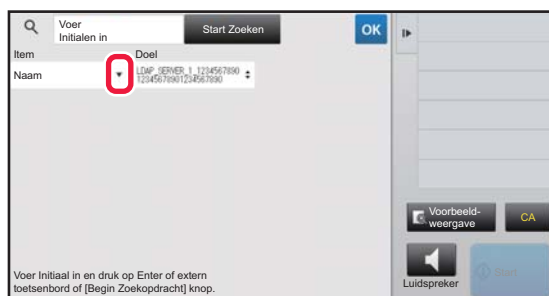 Voer
Initialen in
Start Zoeken
OK
Item
Doel
Naam
LDAP_SERVER_1_1234567890
12345678901234567890
Voorbeeld-
weergave
CA
Voer Initiaal in en druk op Enter of extern
toetsenbord of [Begin Zoekopdracht] knop.
Luidspreker
Start